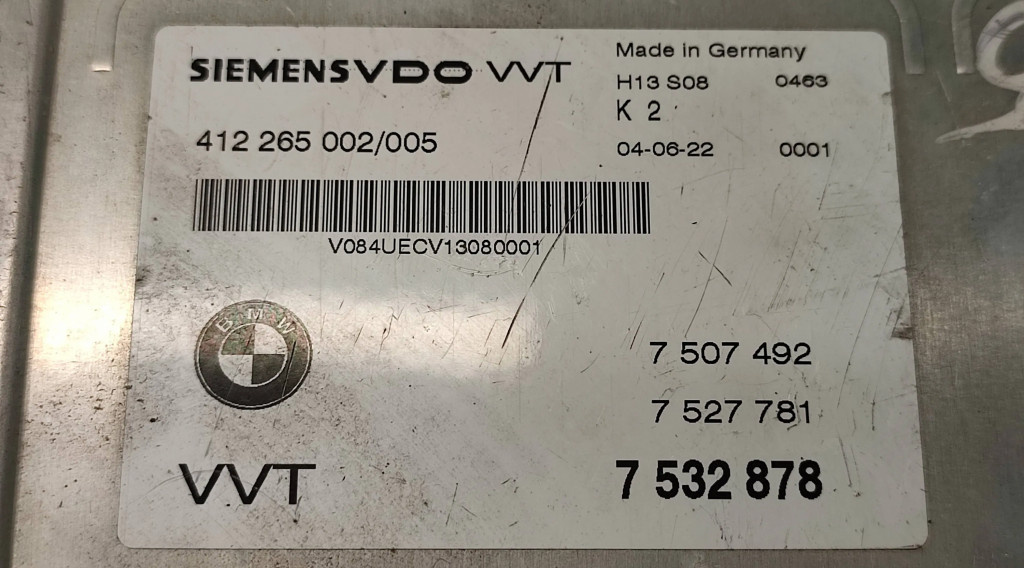 SIEMENS VDO VVT
Made in Germany
H13 S08 0463
K 2
412 265 002/005
04-06-22 0001
V084UECV13080001
BMW
7 507 492
7 527 781
VVT
7 532 878